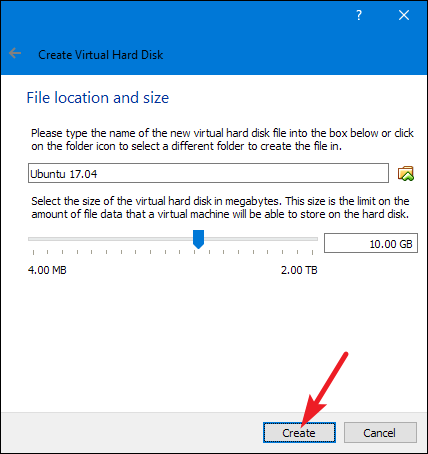 ?
Create Virtual Hard Disk
File location and size
Please type the name of the new virtual hard disk file into the box below or click
on the folder icon to select a different folder to create the file in.
Ubuntu 17.04
Select the size of the virtual hard disk in megabytes. This size is the limit on the
amount of file data that a virtual machine will be able to store on the hard disk.
10.00 GB
4.00 MB 2.00 TB
Create Cancel